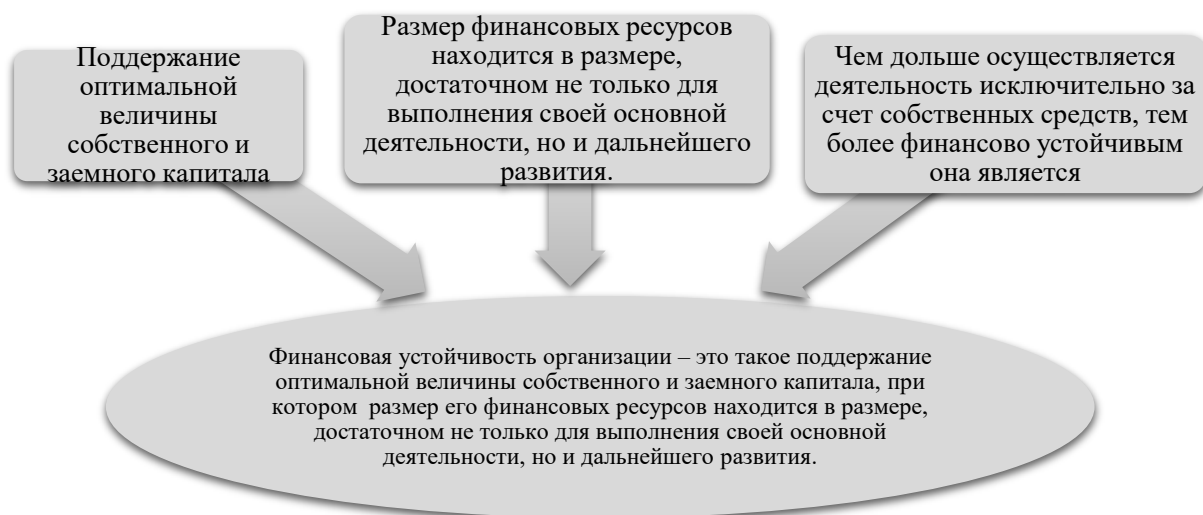 Поддержание
оптимальной
величины
собственного и
заемного капитала
Размер финансовых ресурсов
находится в размере,
достаточном не только для
выполнения своей основной
деятельности, но и дальнейшего
развития.
Чем дольше осуществляется
деятельность исключительно за
счет собственных средств, тем
более финансово устойчивым
она является
Финансовая устойчивость организации – это такое поддержание
оптимальной величины собственного и заемного капитала, при
котором размер его финансовых ресурсов находится в размере,
достаточном не только для выполнения своей основной
деятельности, но и дальнейшего развития.